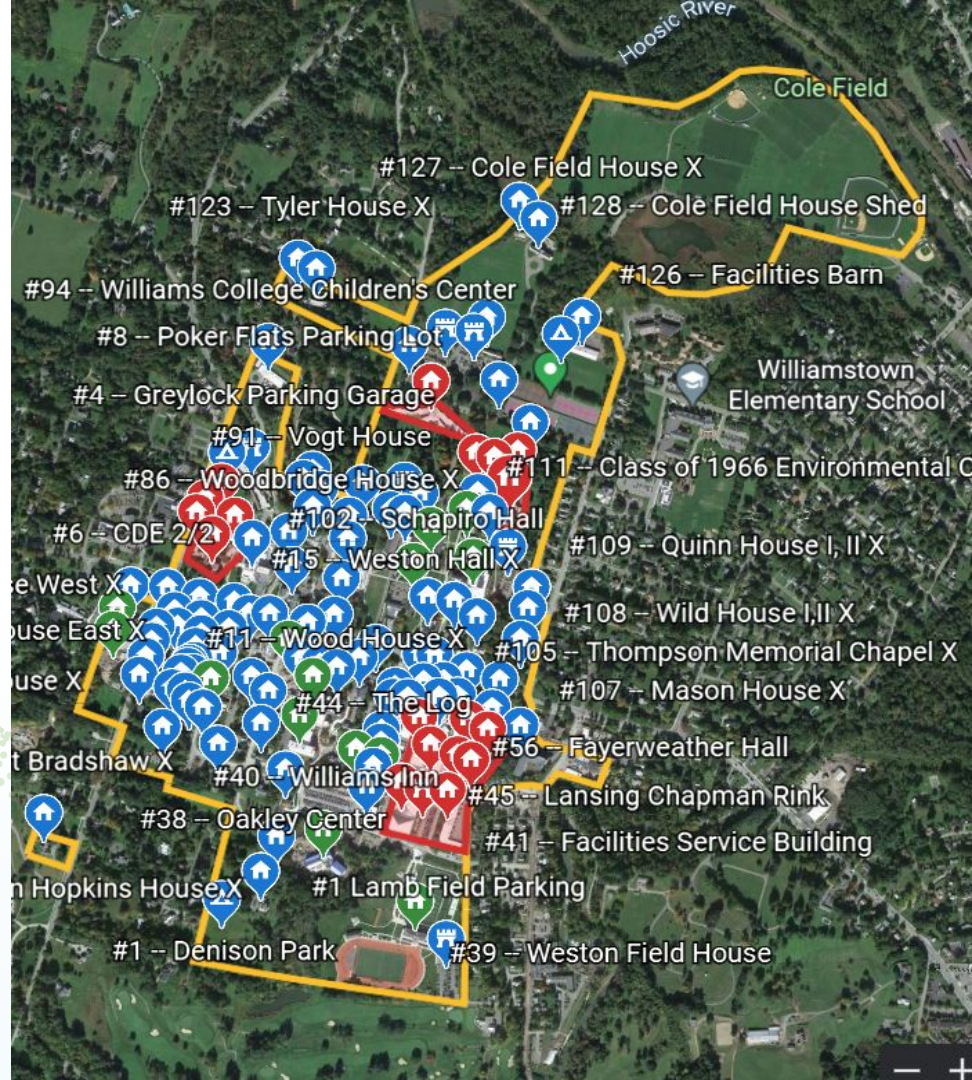 Hoosic River
Cole Field
#127 -- Cole Field House X
#123 -- Tyler House X
#128 -- Cole Field House Shed
#126 -- Facilities Barn
#94 -- Williams College Children's Center
#8 -- Poker Flats Parking Lot
Williamstown
Elementary School
#4 -- Greylock Parking Garage
#91 -- Vogt House
#86 -- Woodbridge House X
#111 -- Class of 1966 Environmental C
#102 -- Schapiro Hall
#6 -- CDE 2/2
#109 -- Quinn House I, II X
#15 -- Weston Hall X
se West X
#108 -- Wild House I,II X
ouse East X
#11 -- Wood House X
#105 -- Thompson Memorial Chapel X
use X
#107 -- Mason House X
#44 -- The Log
#56 -- Fayerweather Hall
t Bradshaw X
#40 -- Williams Inn
#45 -- Lansing Chapman Rink
#38 -- Oakley Center
#41 -- Facilities Service Building
n Hopkins House X
#1 Lamb Field Parking
#1 -- Denison Park
#39 -- Weston Field House